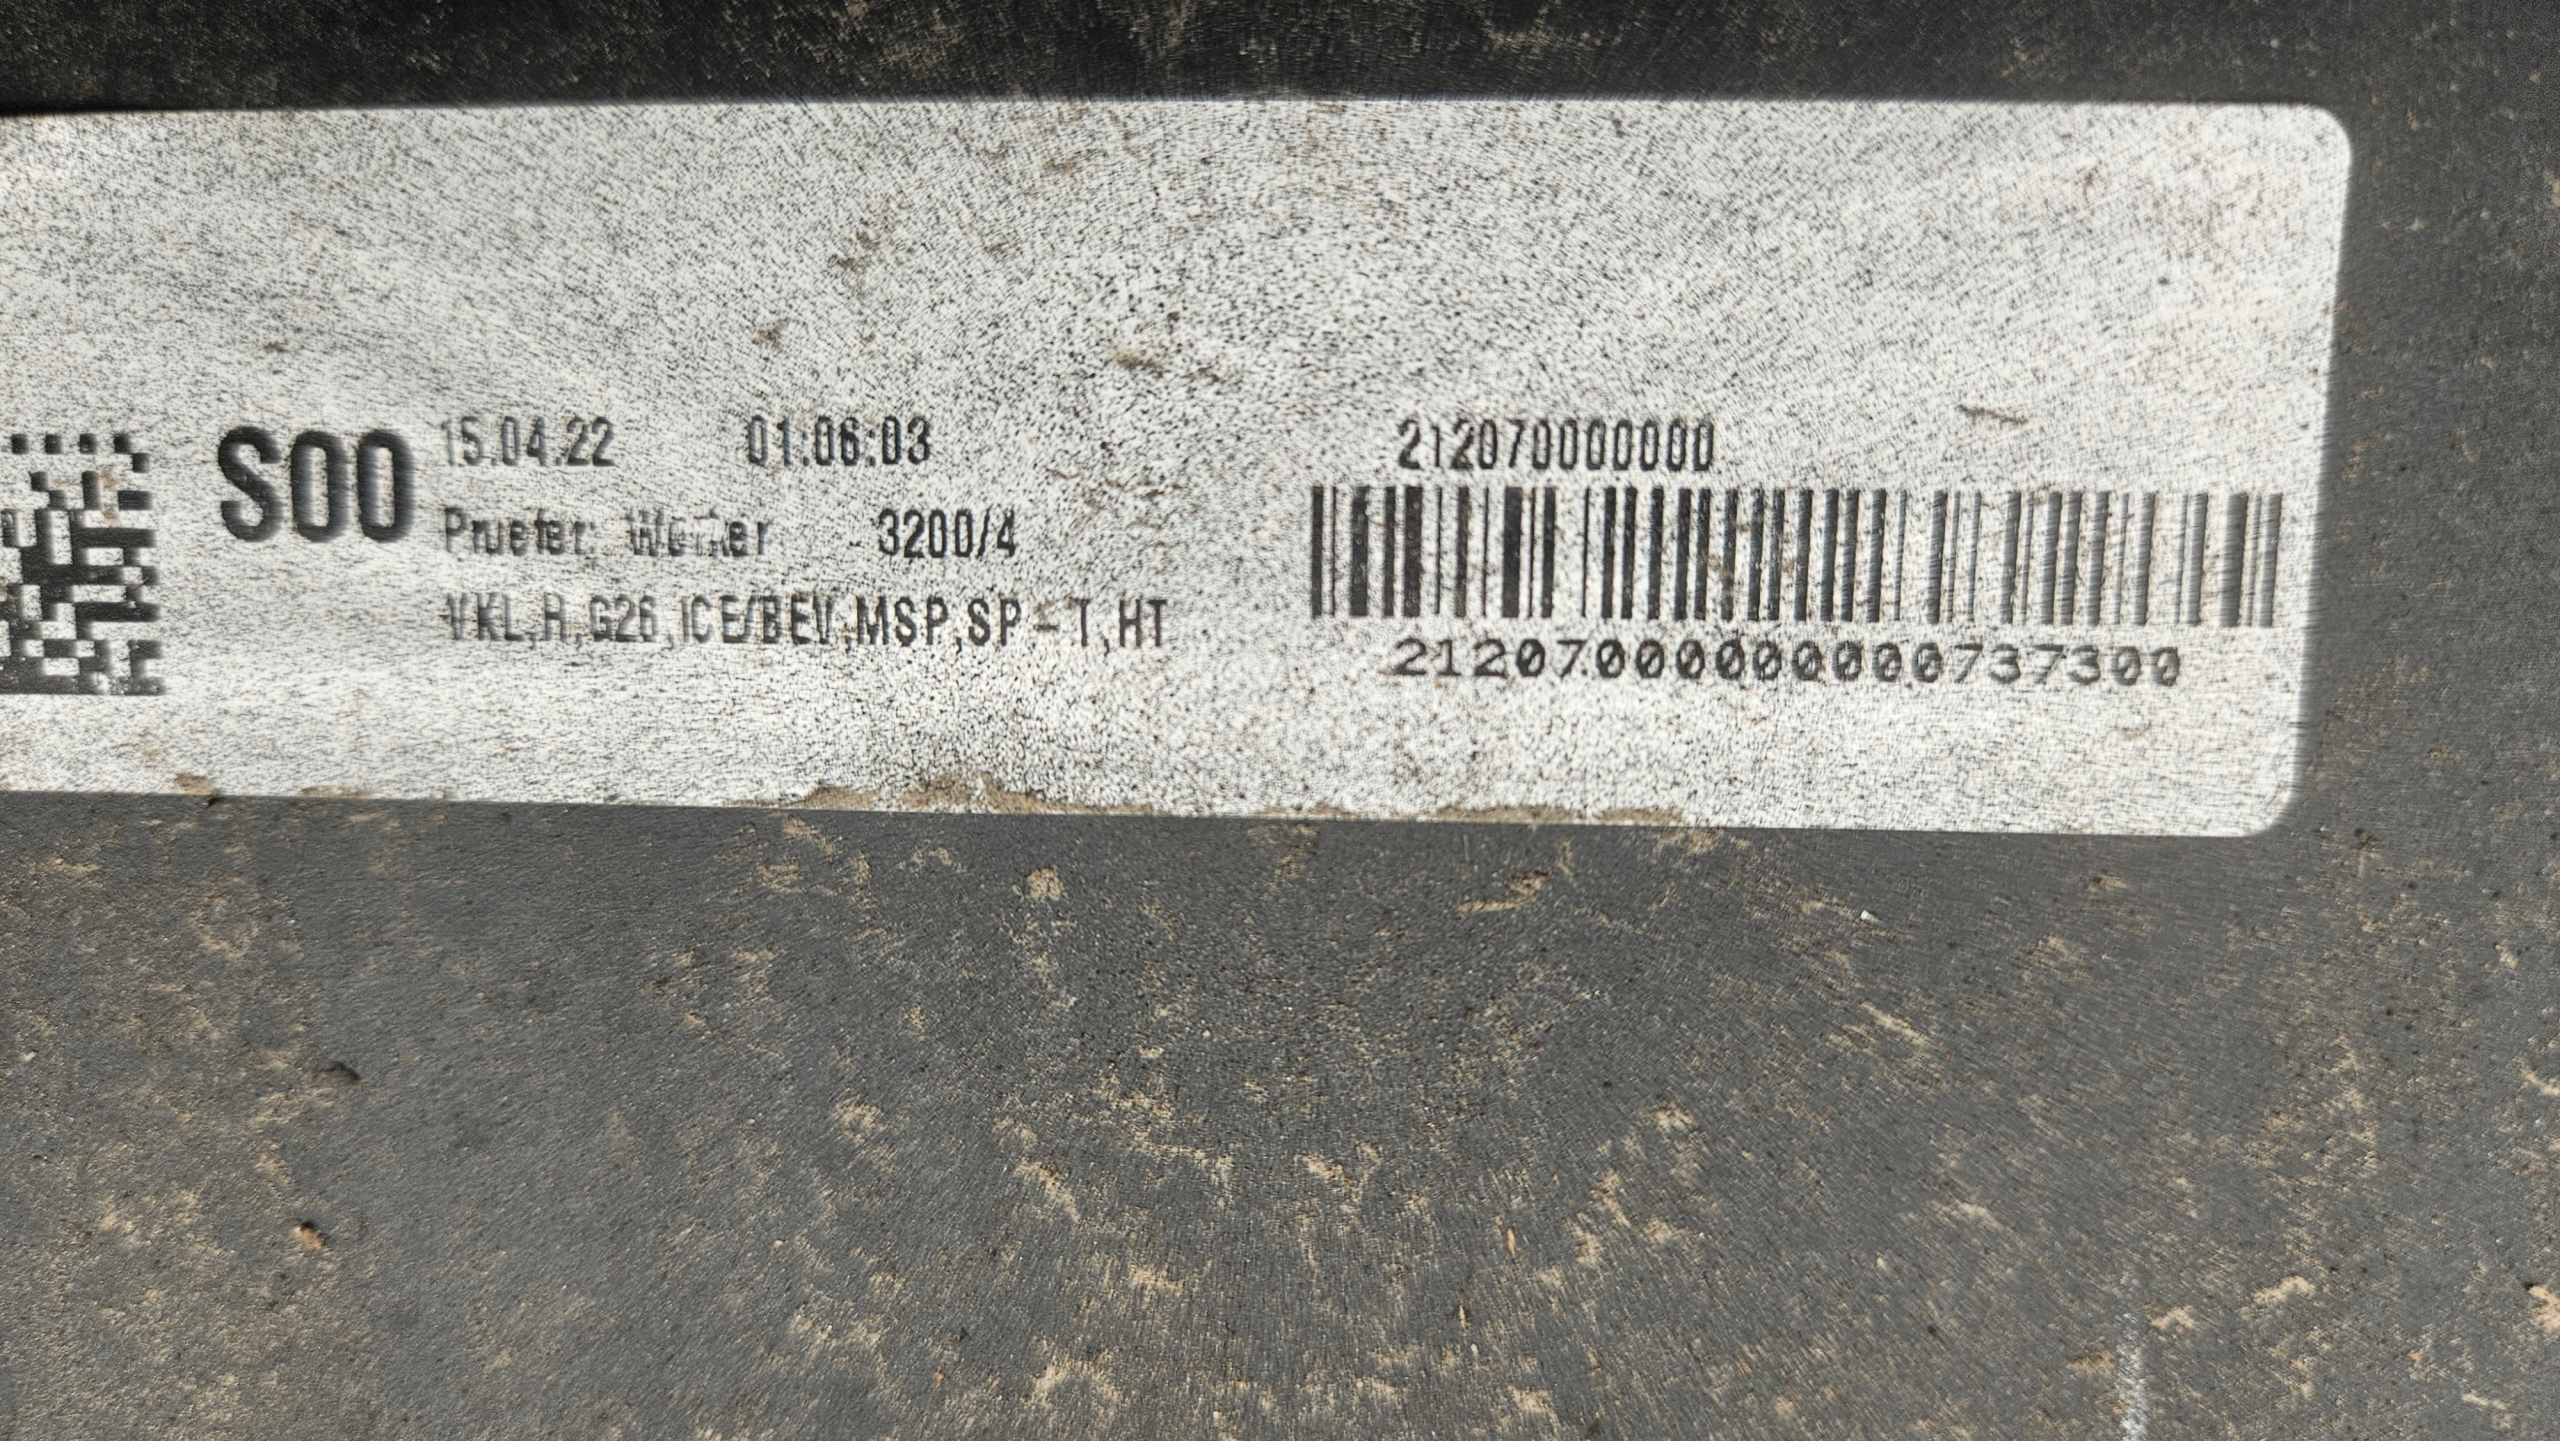 S00
15.04.22 01:06:03
Pruefer: 3200/4
VKL,H,G26,ICE/BEV,MSP,SP-T,HT
212070000000
21207000000000737300